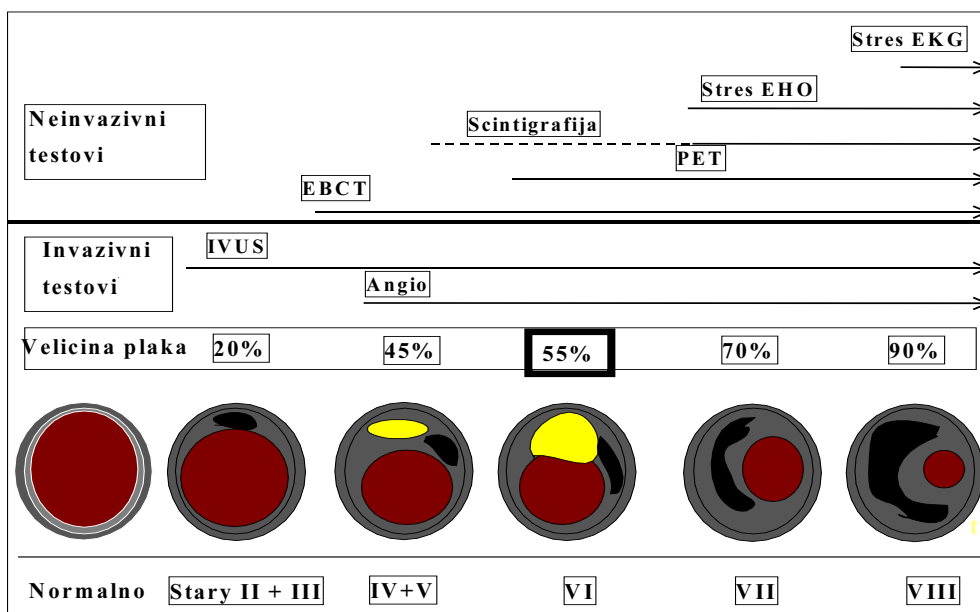 Stres EKG
Stres EHO
Neinvazivni
testovi
Scintigrafija
PET
EBCT
Invazivni
testovi
IVUS
Angio
Velicina plaka 20% 45% 55% 70% 90%
Normalno Stary II + III IV+V VI VII VIII